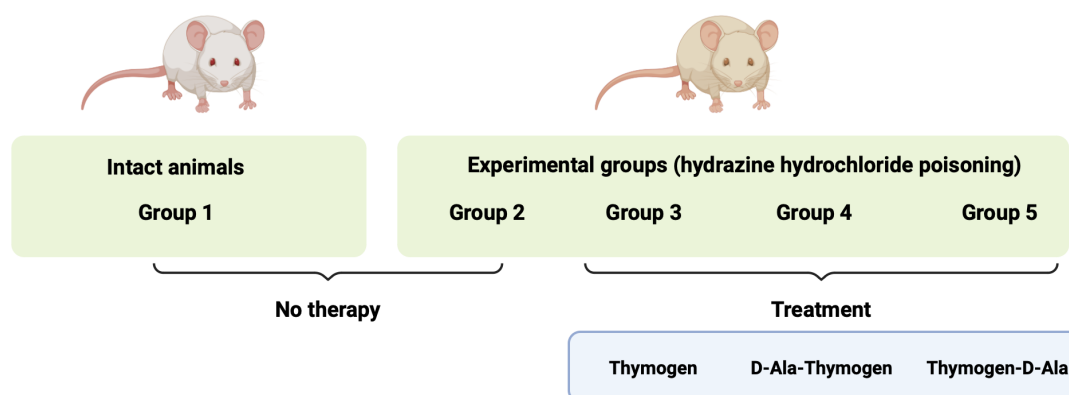 Intact animals
Group 1
Experimental groups (hydrazine hydrochloride poisoning)
Group 2 Group 3 Group 4 Group 5
No therapy
Treatment
Thymogen D-Ala-Thymogen Thymogen-D-Ala